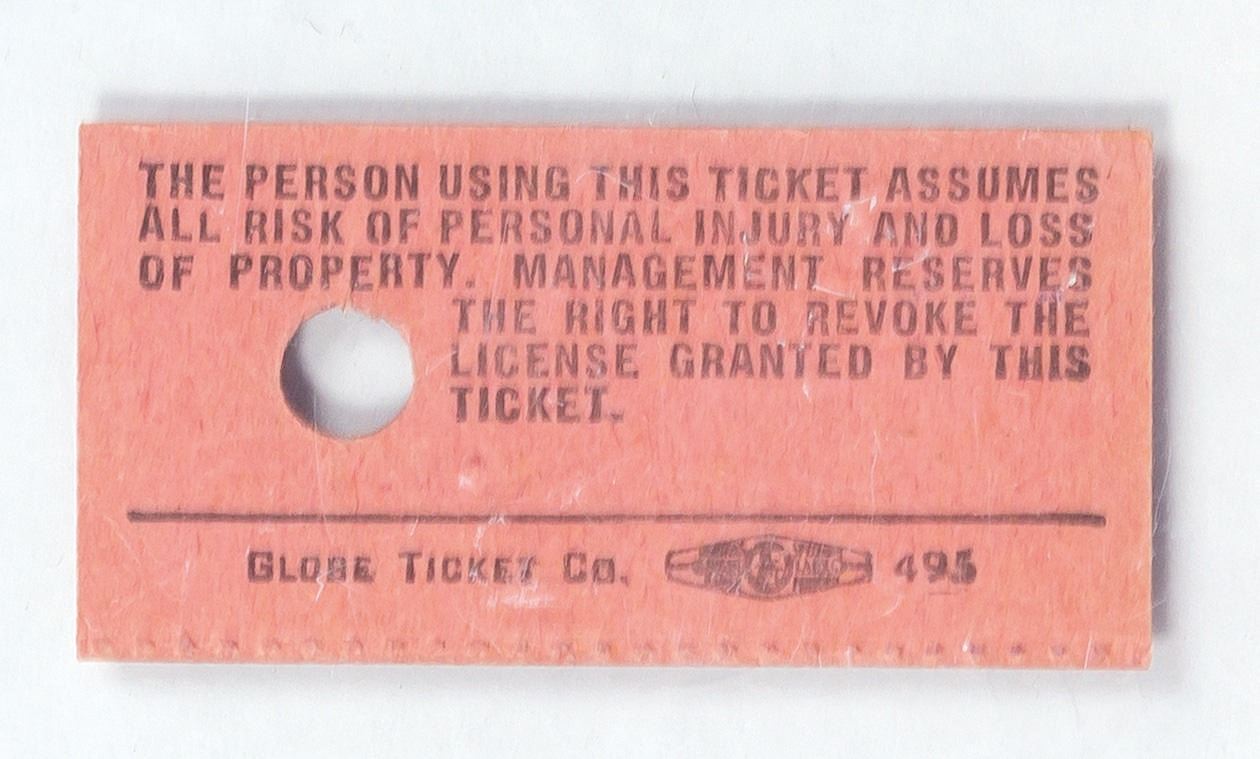 THE PERSON USING THIS TICKET ASSUMES
ALL RISK OF PERSONAL INJURY AND LOSS
OF PROPERTY. MANAGEMENT RESERVES
THE RIGHT TO REVOKE THE
LICENSE GRANTED BY THIS
TICKET.
GLOBE TICKET CO. 495